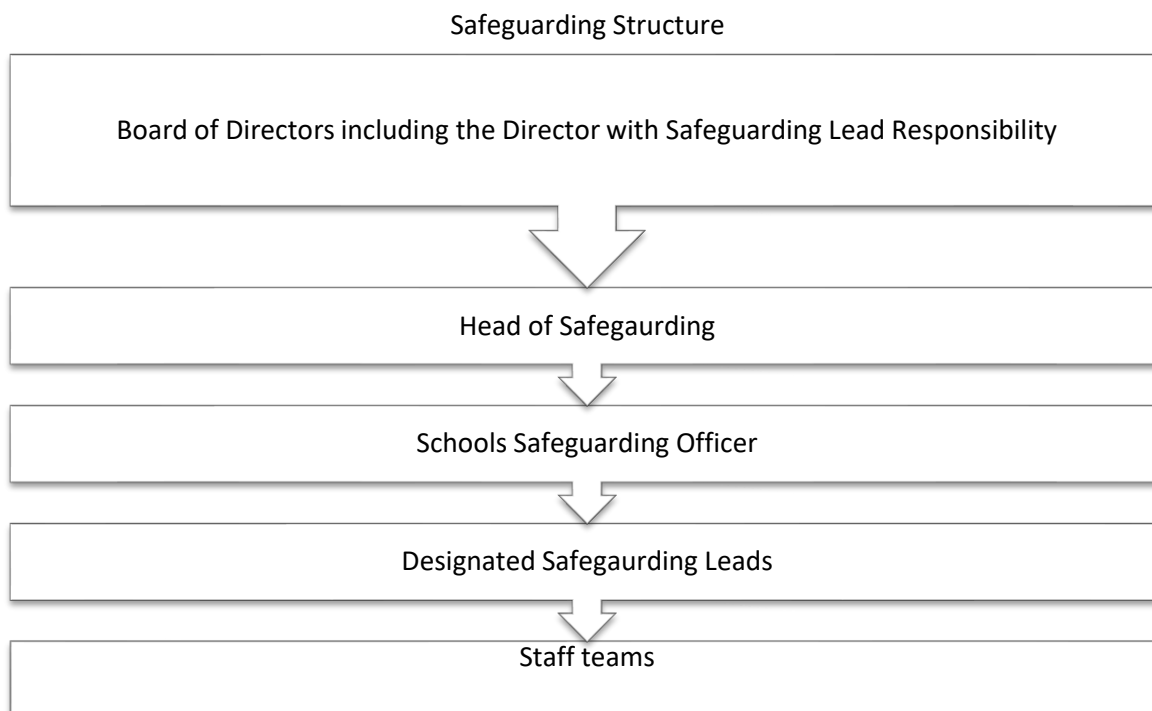 Safeguarding Structure
Board of Directors including the Director with Safeguarding Lead Responsibility
Head of Safegaurding
Schools Safeguarding Officer
Designated Safegaurding Leads
Staff teams